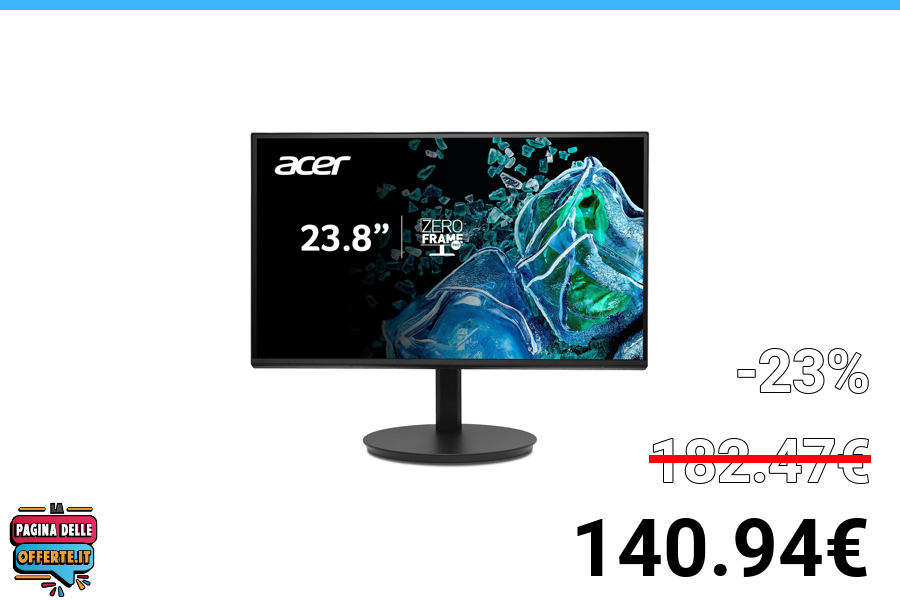 acer
23.8”
ZERO
FRAME
-23%
182.47€
140.94€
LA
PAGINA DELLE
OFFERTE.IT